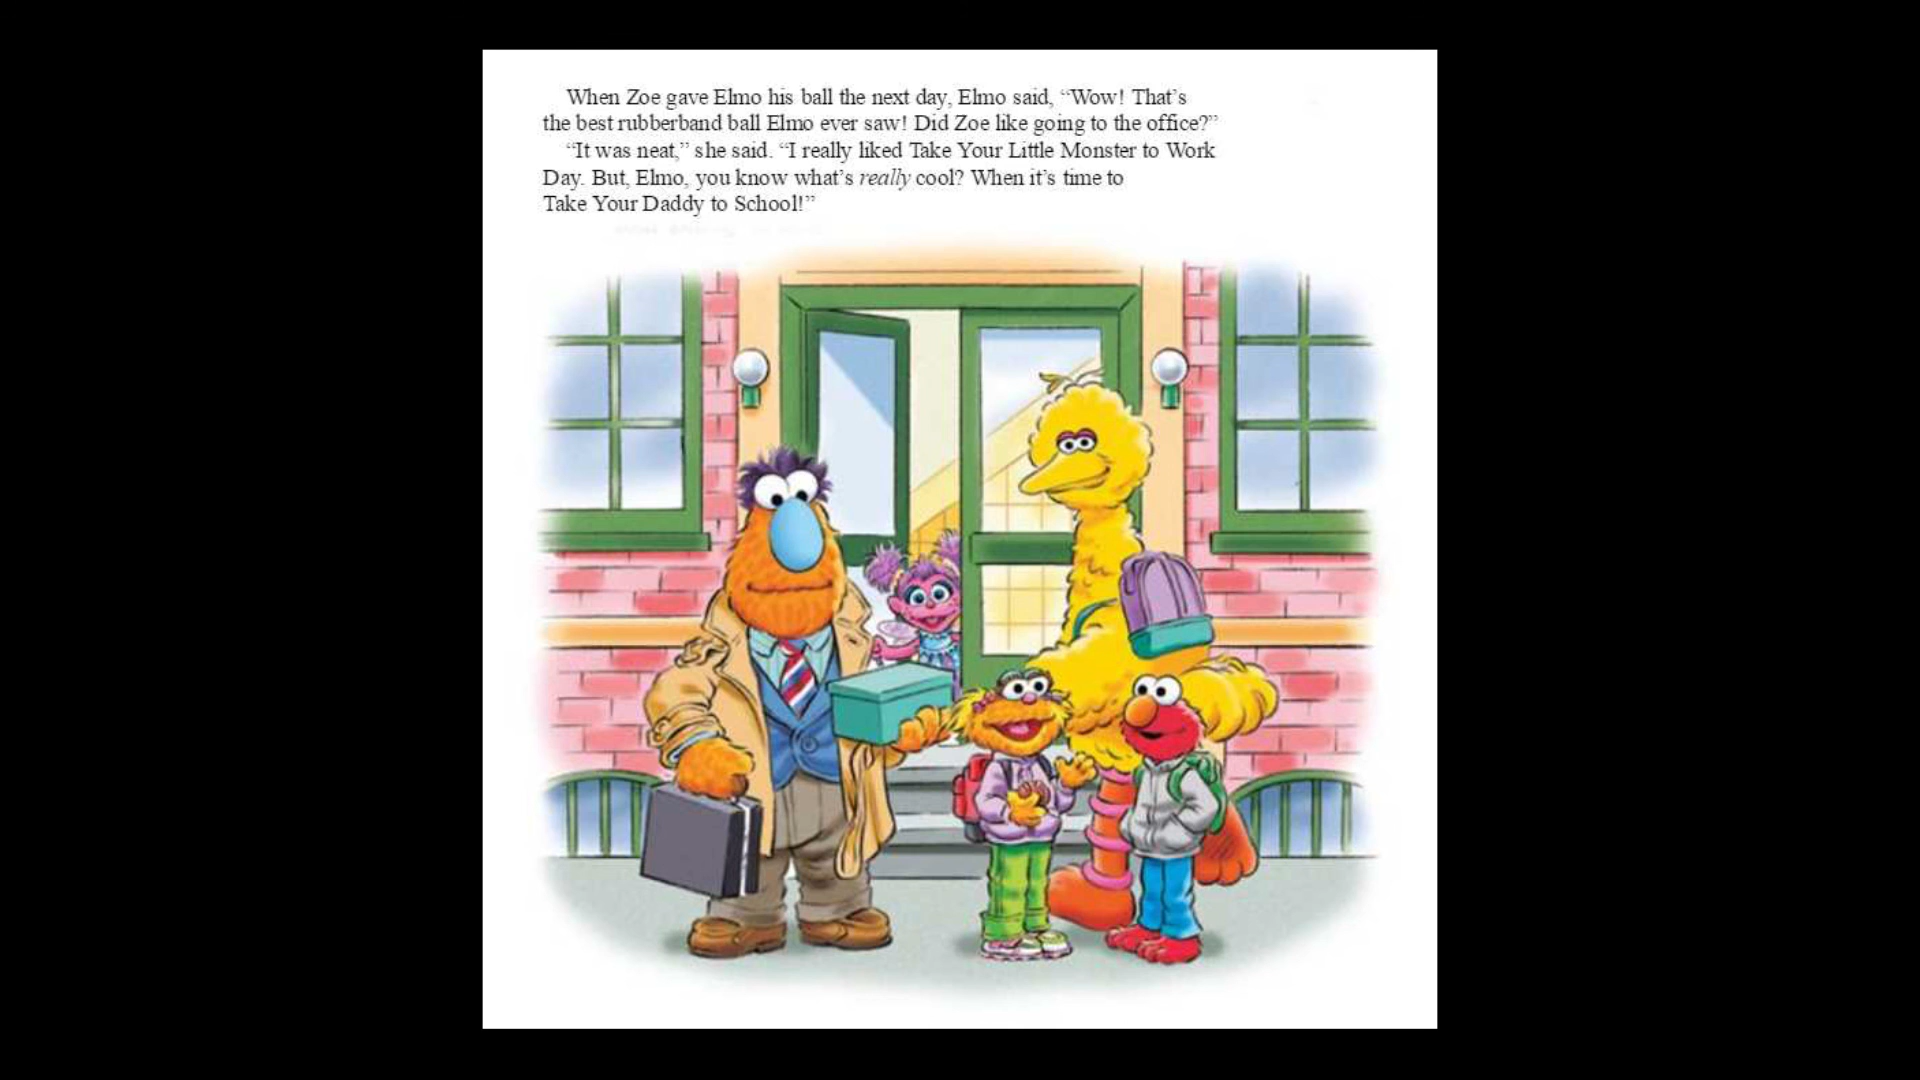 When Zoe gave Elmo his ball the next day, Elmo said, “Wow! That’s
the best rubberband ball Elmo ever saw! Did Zoe like going to the office?”
“It was neat,” she said. “I really liked Take Your Little Monster to Work
Day. But, Elmo, you know what’s really cool? When it’s time to
Take Your Daddy to School!”